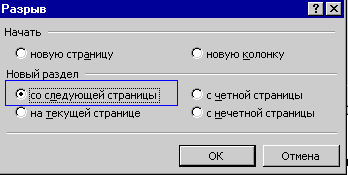 Разрыв
Начать
новую страницу
новую колонку
Новый раздел
со следующей страницы
с четной страницы
на текущей странице
с нечетной страницы
ОК
Отмена